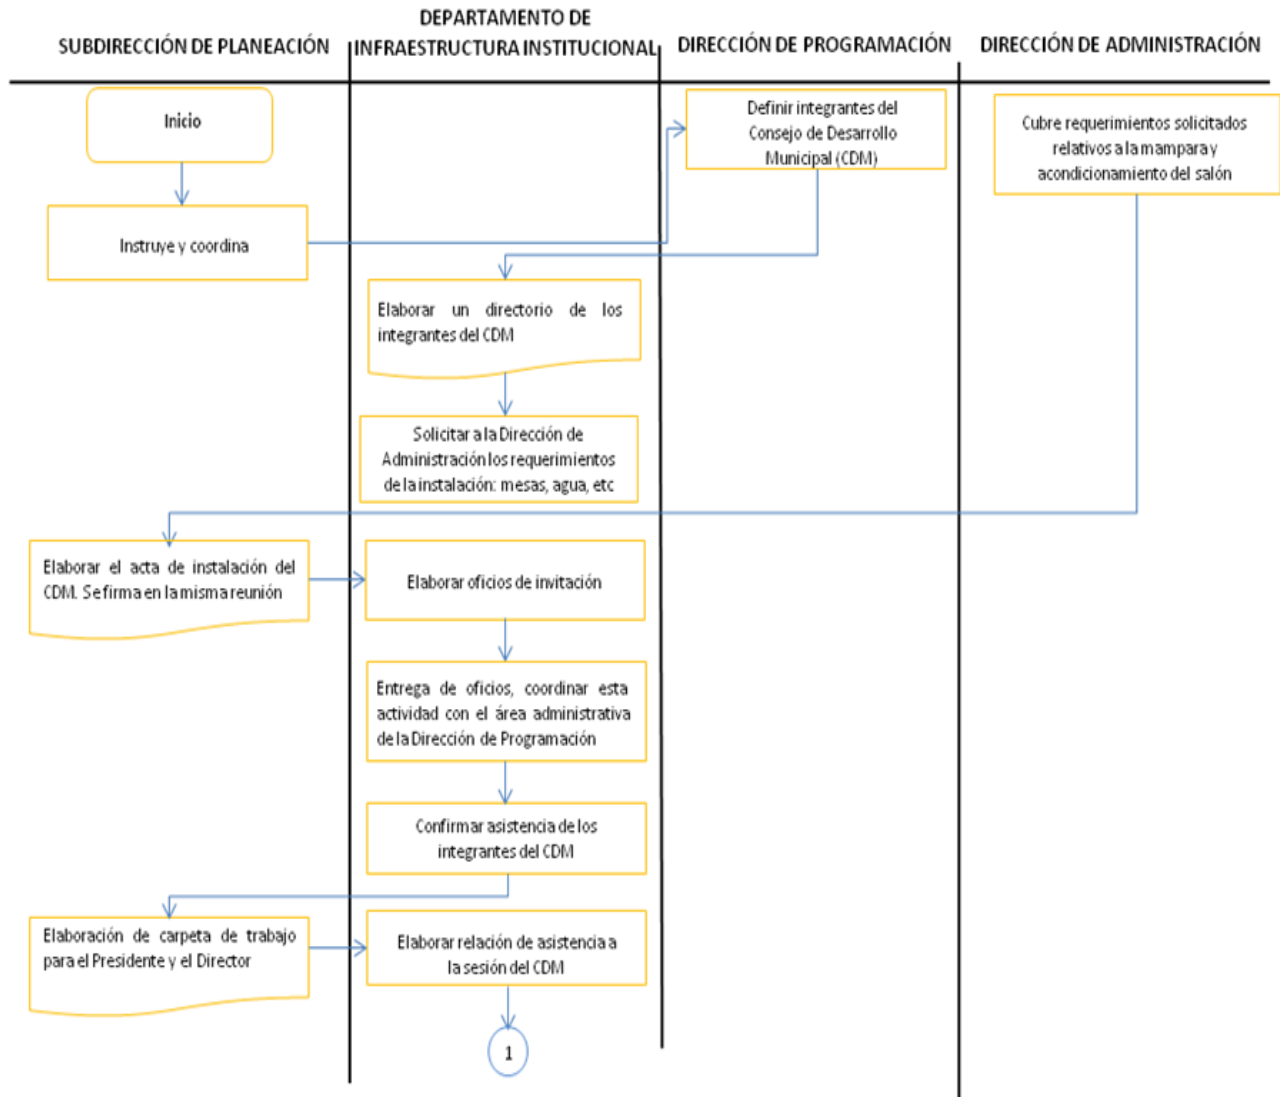 SUBDIRECCIÓN DE PLANEACIÓN
DEPARTAMENTO DE
INFRAESTRUCTURA INSTITUCIONAL
DIRECCIÓN DE PROGRAMACIÓN
DIRECCIÓN DE ADMINISTRACIÓN
Inicio
Definir integrantes del
Consejo de Desarrollo
Municipal (CDM)
Cubre requerimientos solicitados
relativos a la mampara y
acondicionamiento del salón
Instruye y coordina
Elaborar un directorio de los
integrantes del CDM
Solicitar a la Dirección de
Administración los requerimientos
de la instalación: mesas, agua, etc
Elaborar el acta de instalación del
CDM. Se firma en la misma reunión
Elaborar oficios de invitación
Entrega de oficios, coordinar esta
actividad con el área administrativa
de la Dirección de Programación
Confirmar asistencia de los
integrantes del CDM
Elaboración de carpeta de trabajo
para el Presidente y el Director
Elaborar relación de asistencia a
la sesión del CDM
1